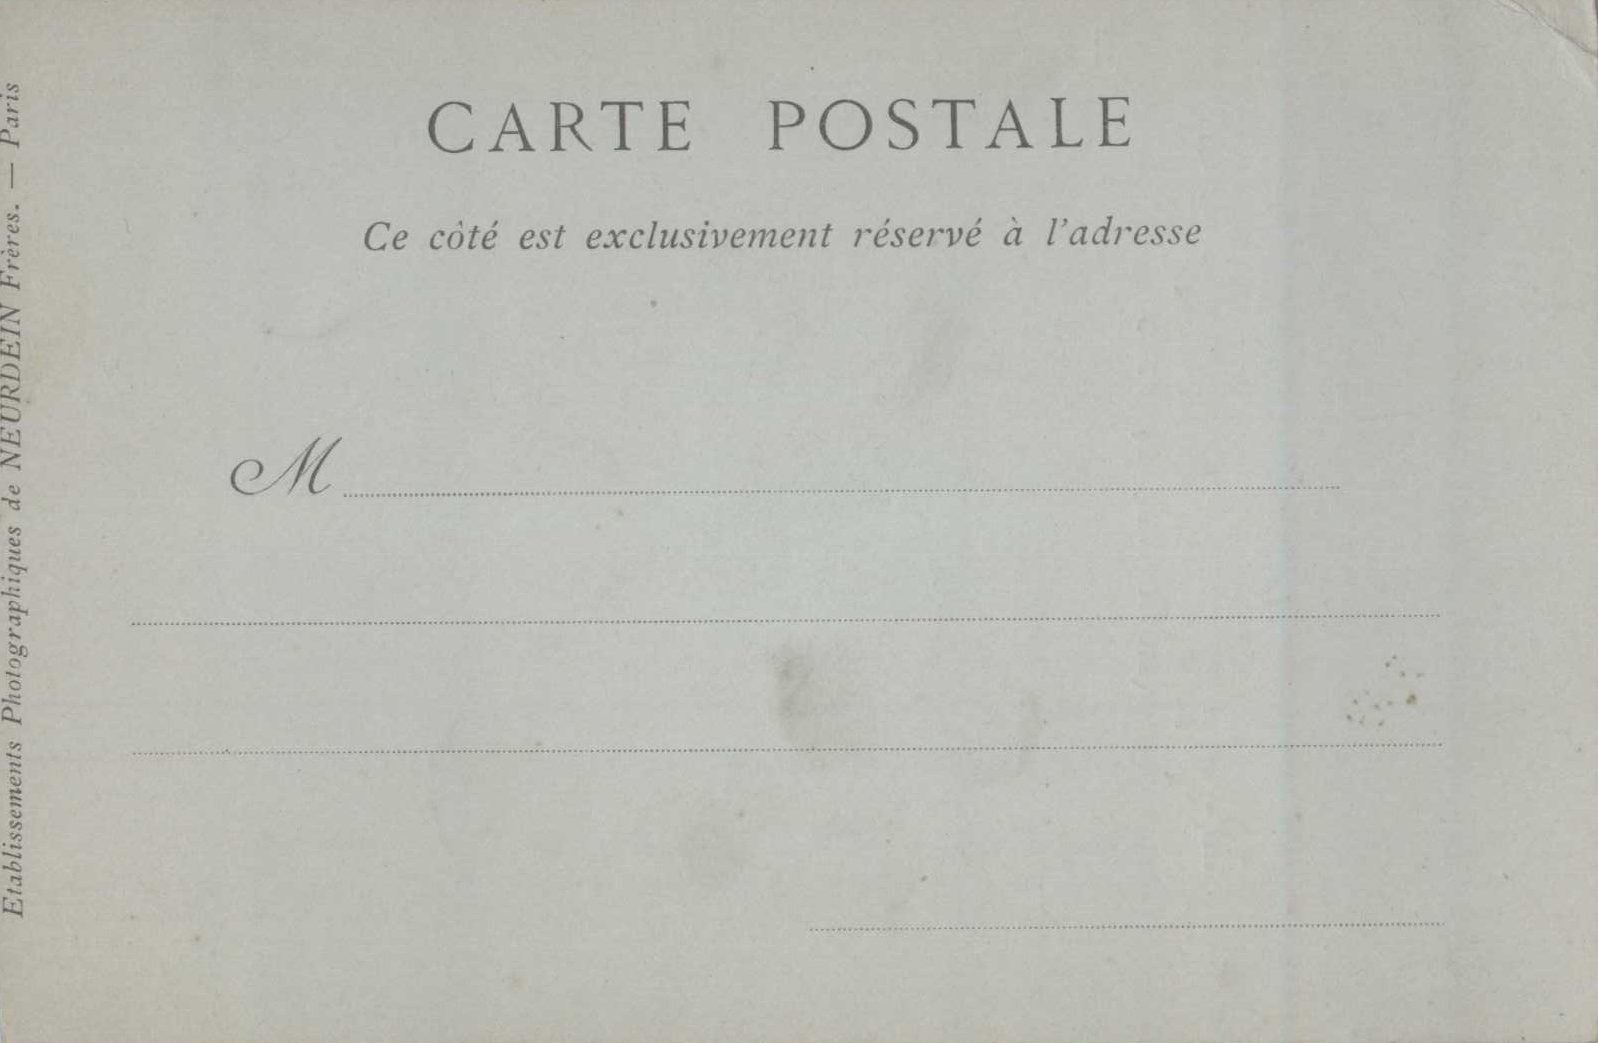 CARTE POSTALE
Ce côté est exclusivement réservé à l'adresse
M
Etablissements Photographiques de NEURDEIN Frères. — Paris